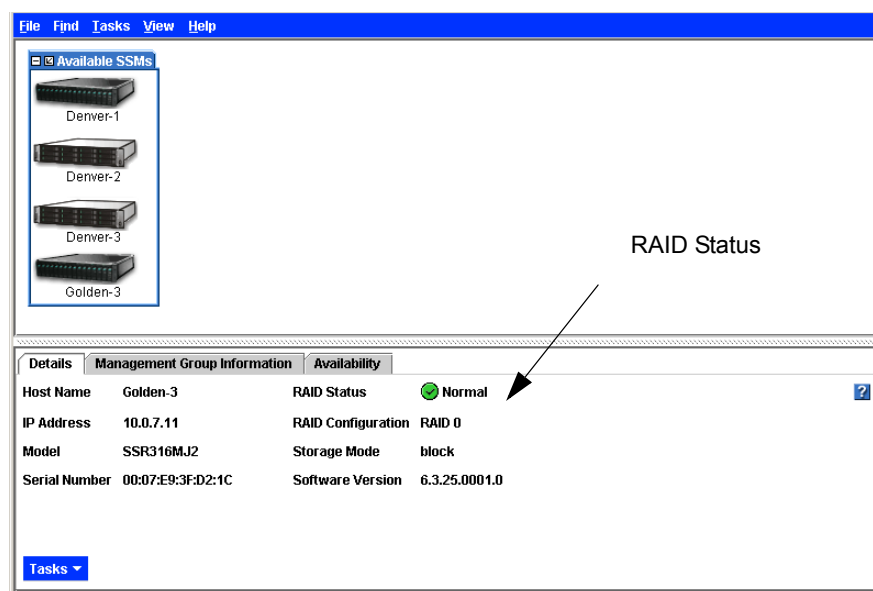 File Find Tasks View Help
Available SSMs
Denver-1
Denver-2
Denver-3
Golden-3
RAID Status
Details Management Group Information Availability
Host Name Golden-3 RAID Status Normal ?
IP Address 10.0.7.11 RAID Configuration RAID 0
Model SSR316MJ2 Storage Mode block
Serial Number 00:07:E9:3F:D2:1C Software Version 6.3.25.0001.0
Tasks